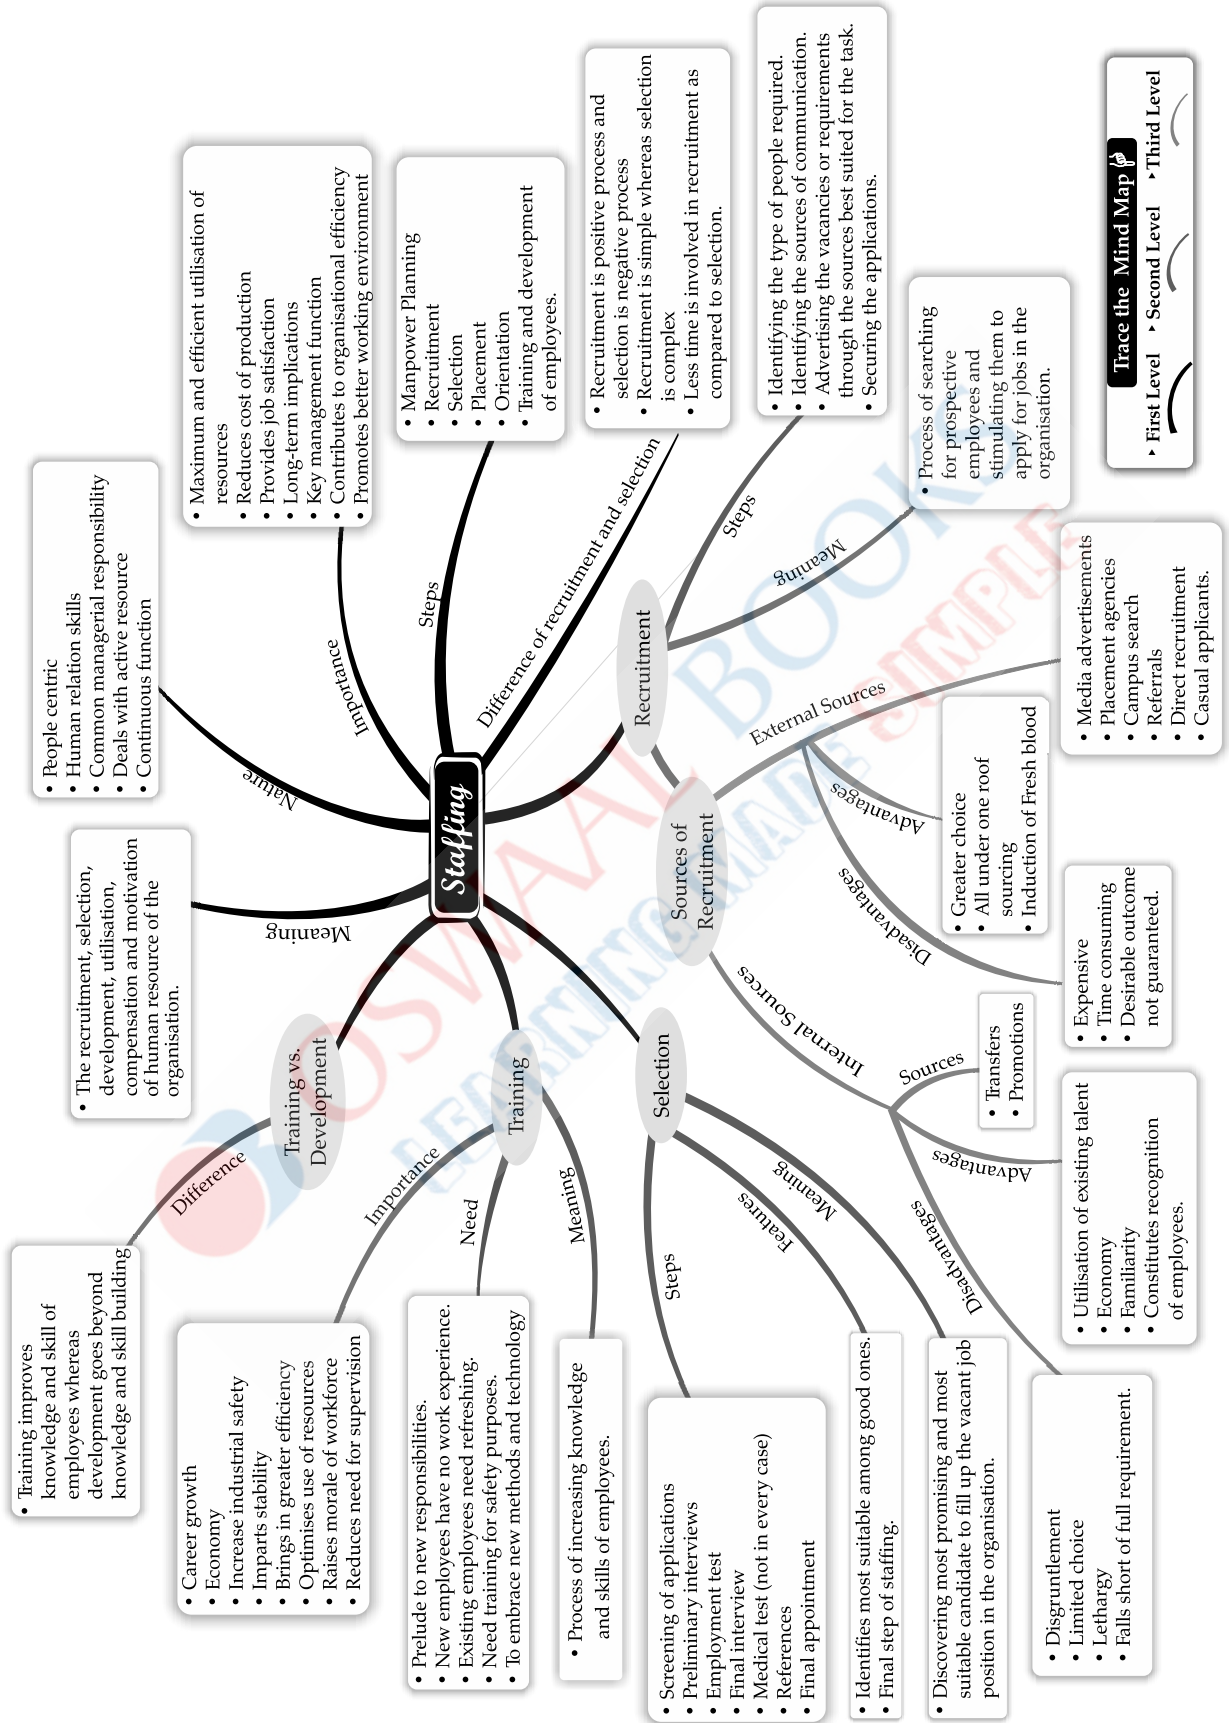 Staffing
Meaning
• The recruitment, selection,
development, utilisation,
compensation and motivation
of human resource of the
organisation.
Nature
• People centric
• Human relation skills
• Common managerial responsibility
• Deals with active resource
• Continuous function
Importance
• Maximum and efficient utilisation of
resources
• Reduces cost of production
• Provides job satisfaction
• Long-term implications
• Key management function
• Contributes to organisational efficiency
• Promotes better working environment
Steps
• Manpower Planning
• Recruitment
• Selection
• Placement
• Orientation
• Training and development
of employees.
Difference of recruitment and selection
• Recruitment is positive process and
selection is negative process
• Recruitment is simple whereas selection
is complex
• Less time is involved in recruitment as
compared to selection.
Recruitment
Steps
• Identifying the type of people required.
• Identifying the sources of communication.
• Advertising the vacancies or requirements
through the sources best suited for the task.
• Securing the applications.
Meaning
• Process of searching
for prospective
employees and
stimulating them to
apply for jobs in the
organisation.
Sources of
Recruitment
External Sources
• Media advertisements
• Placement agencies
• Campus search
• Referrals
• Direct recruitment
• Casual applicants.
Advantages
• Greater choice
• All under one roof
sourcing
• Induction of Fresh blood
Disadvantages
• Expensive
• Time consuming
• Desirable outcome
not guaranteed.
Internal Sources
Sources
• Transfers
• Promotions
Advantages
• Utilisation of existing talent
• Economy
• Familiarity
• Constitutes recognition
of employees.
Disadvantages
• Disgruntlement
• Limited choice
• Lethargy
• Falls short of full requirement.
Selection
Meaning
• Discovering most promising and most
suitable candidate to fill up the vacant job
position in the organisation.
Features
• Identifies most suitable among good ones.
• Final step of staffing.
Steps
• Screening of applications
• Preliminary interviews
• Employment test
• Final interview
• Medical test (not in every case)
• References
• Final appointment
Training
Meaning
• Process of increasing knowledge
and skills of employees.
Need
• Prelude to new responsibilities.
• New employees have no work experience.
• Existing employees need refreshing.
• Need training for safety purposes.
• To embrace new methods and technology
Importance
• Career growth
• Economy
• Increase industrial safety
• Imparts stability
• Brings in greater efficiency
• Optimises use of resources
• Raises morale of workforce
• Reduces need for supervision
Training vs.
Development
Difference
• Training improves
knowledge and skill of
employees whereas
development goes beyond
knowledge and skill building
Trace the Mind Map
▸ First Level ▸ Second Level ▸ Third Level
OSWAAL BOOKS
LEARNING MADE SIMPLE